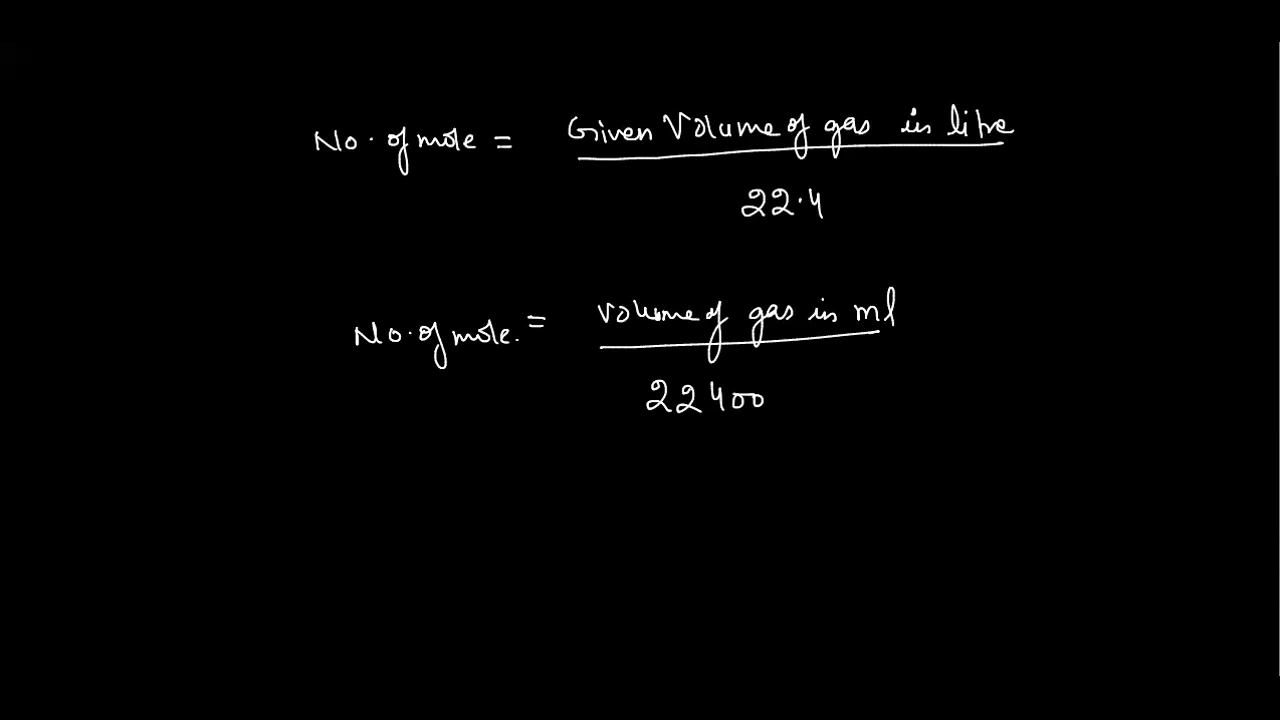 No. of mole = Given Volume of gas in litre
22.4
No. of mole. = volume of gas in ml
22400